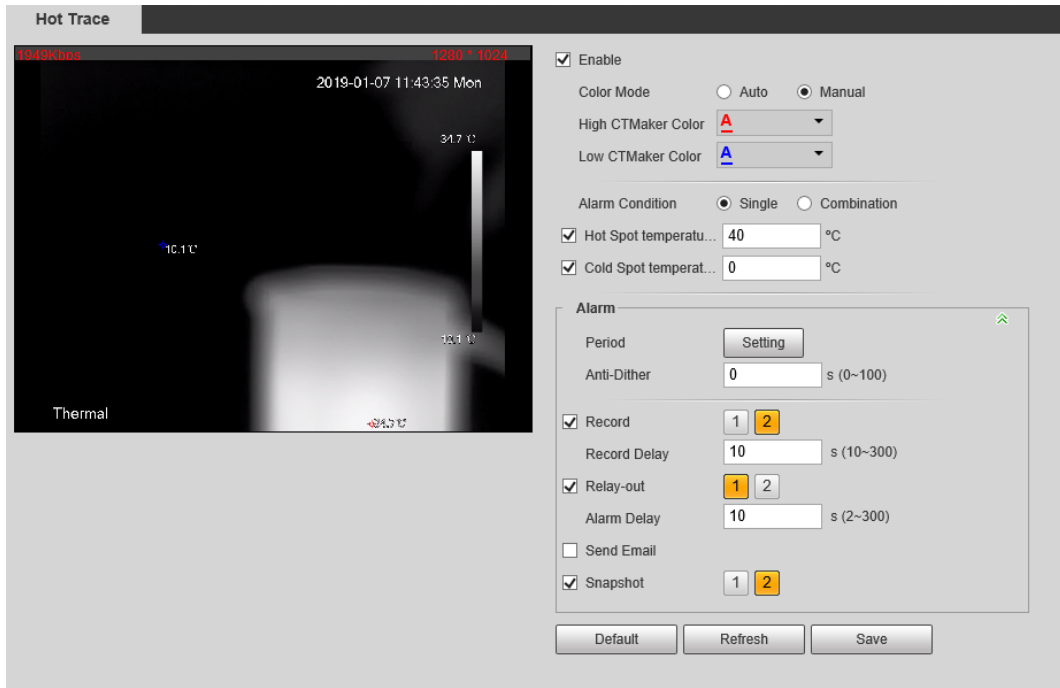 Hot Trace
1949Kbps 1280 * 1024
2019-01-07 11:43:35 Mon
34.7 ℃
10.1℃
Thermal
Enable
Color Mode Auto Manual
High CTMaker Color A
Low CTMaker Color A
Alarm Condition Single Combination
Hot Spot temperatu... 40 °C
Cold Spot temperat... 0 °C
Alarm
Period Setting
Anti-Dither 0 s (0~100)
Record 1 2
Record Delay 10 s (10~300)
Relay-out 1 2
Alarm Delay 10 s (2~300)
Send Email
Snapshot 1 2
Default Refresh Save